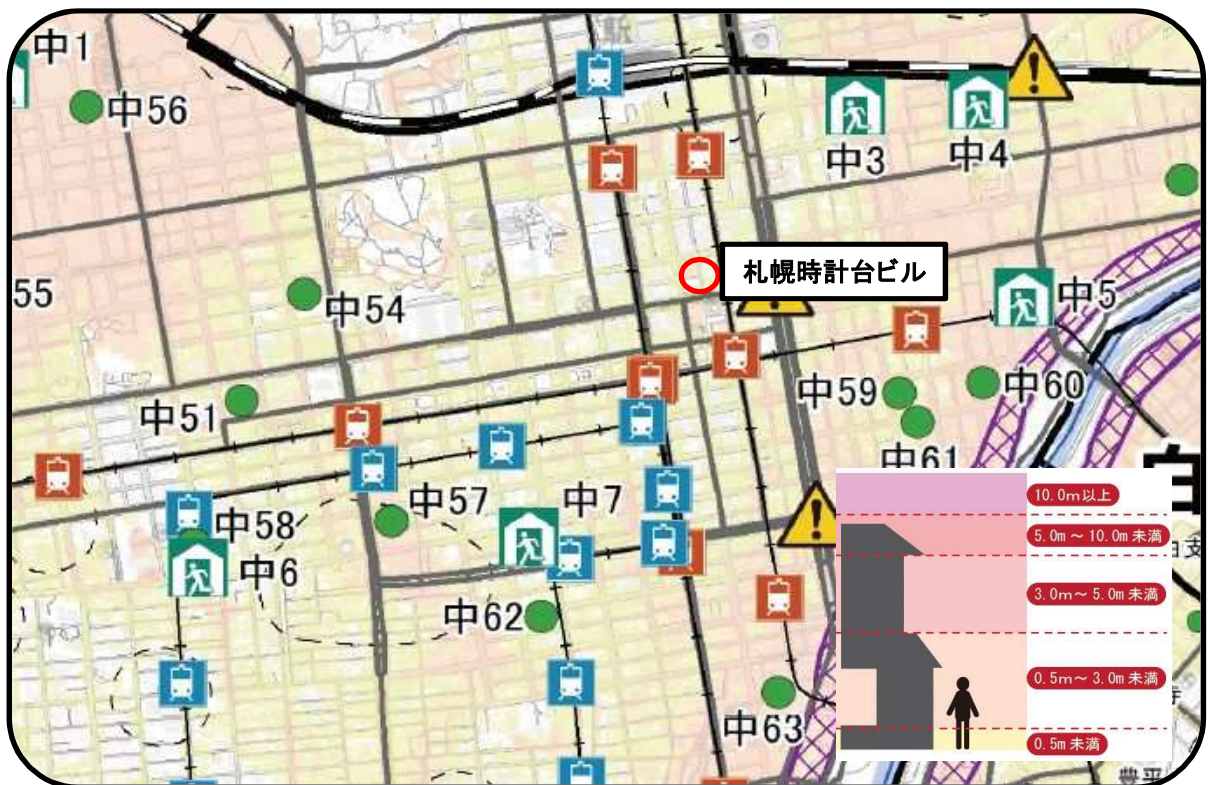 中1
駅
中56
中3
中4
札幌時計台ビル
55
中54
中5
中51
中59
中60
中61
白
中58
中57
中7
中6
中62
中63
豊平
10.0m以上
5.0m～10.0m未満
3.0m～5.0m未満
0.5m～3.0m未満
0.5m未満